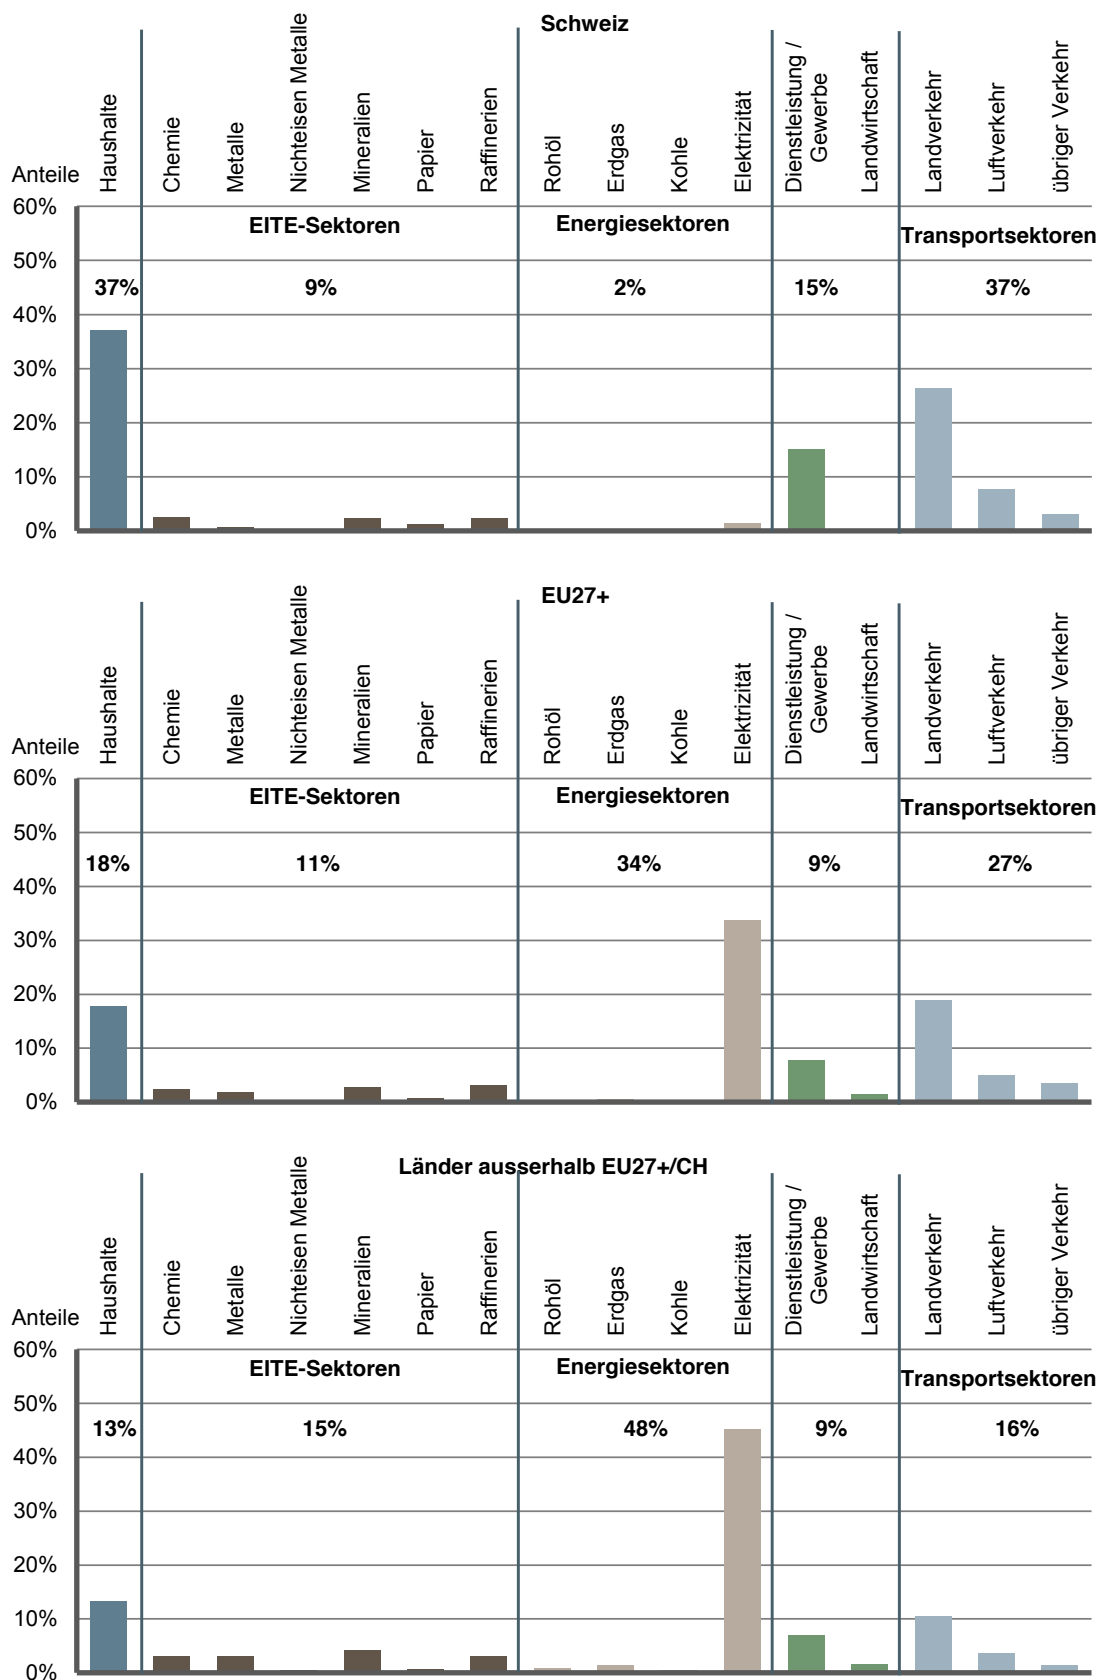 Schweiz
Anteile
Haushalte
Chemie
Metalle
Nichteisen Metalle
Mineralien
Papier
Raffinerien
Rohöl
Erdgas
Kohle
Elektrizität
Dienstleistung /
Gewerbe
Landwirtschaft
Landverkehr
Luftverkehr
übriger Verkehr
60%
EITE-Sektoren
Energiesektoren
Transportsektoren
50%
37%
9%
2%
15%
37%
40%
30%
20%
10%
0%
EU27+
Anteile
Haushalte
Chemie
Metalle
Nichteisen Metalle
Mineralien
Papier
Raffinerien
Rohöl
Erdgas
Kohle
Elektrizität
Dienstleistung /
Gewerbe
Landwirtschaft
Landverkehr
Luftverkehr
übriger Verkehr
60%
EITE-Sektoren
Energiesektoren
Transportsektoren
50%
18%
11%
34%
9%
27%
40%
30%
20%
10%
0%
Länder ausserhalb EU27+/CH
Anteile
Haushalte
Chemie
Metalle
Nichteisen Metalle
Mineralien
Papier
Raffinerien
Rohöl
Erdgas
Kohle
Elektrizität
Dienstleistung /
Gewerbe
Landwirtschaft
Landverkehr
Luftverkehr
übriger Verkehr
60%
EITE-Sektoren
Energiesektoren
Transportsektoren
50%
13%
15%
48%
9%
16%
40%
30%
20%
10%
0%